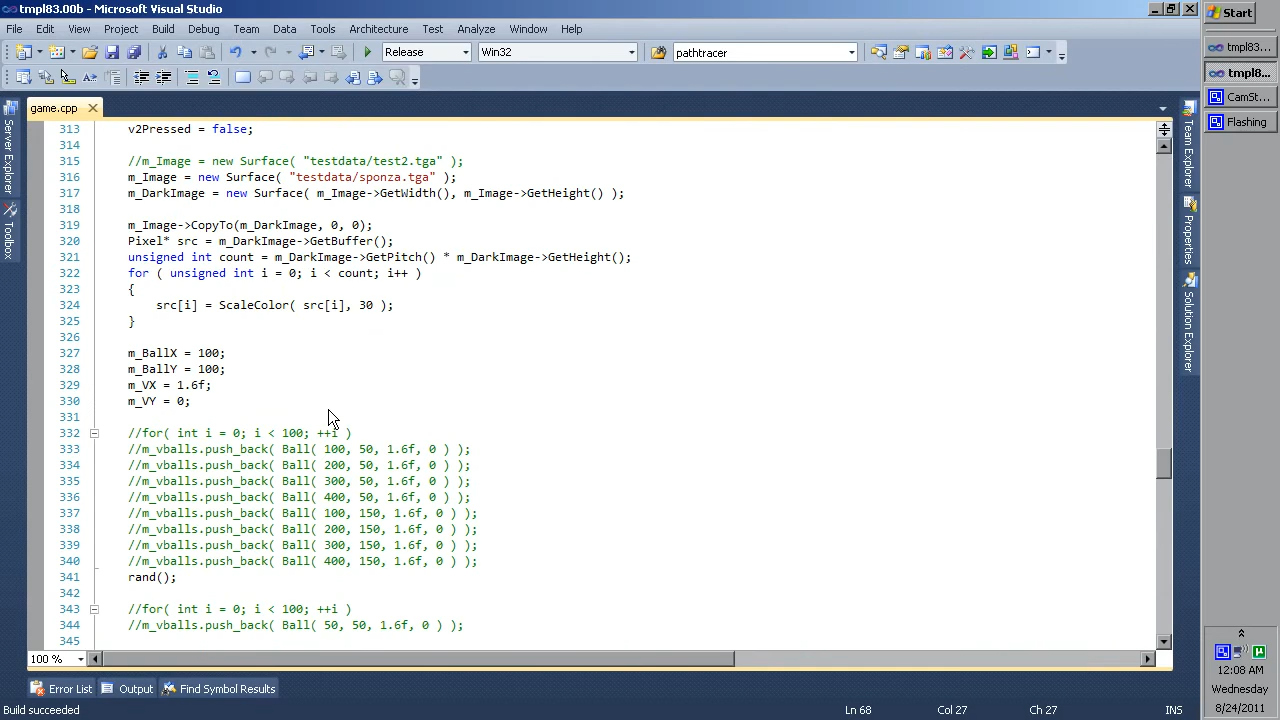 tmpl83.00b - Microsoft Visual Studio
Start
File Edit View Project Build Debug Team Data Tools Architecture Test Analyze Window Help
Release Win32 pathtracer
tmpl83...
tmpl8...
CamSt...
Flashing
game.cpp
Server Explorer
Toolbox
Team Explorer
Properties
Solution Explorer
313 v2Pressed = false;
314
315 //m_Image = new Surface( "testdata/test2.tga" );
316 m_Image = new Surface( "testdata/sponza.tga" );
317 m_DarkImage = new Surface( m_Image->GetWidth(), m_Image->GetHeight() );
318
319 m_Image->CopyTo(m_DarkImage, 0, 0);
320 Pixel* src = m_DarkImage->GetBuffer();
321 unsigned int count = m_DarkImage->GetPitch() * m_DarkImage->GetHeight();
322 for ( unsigned int i = 0; i < count; i++ )
323 {
324 src[i] = ScaleColor( src[i], 30 );
325 }
326
327 m_BallX = 100;
328 m_BallY = 100;
329 m_VX = 1.6f;
330 m_VY = 0;
331
332 //for( int i = 0; i < 100; ++i )
333 //m_vballs.push_back( Ball( 100, 50, 1.6f, 0 ) );
334 //m_vballs.push_back( Ball( 200, 50, 1.6f, 0 ) );
335 //m_vballs.push_back( Ball( 300, 50, 1.6f, 0 ) );
336 //m_vballs.push_back( Ball( 400, 50, 1.6f, 0 ) );
337 //m_vballs.push_back( Ball( 100, 150, 1.6f, 0 ) );
338 //m_vballs.push_back( Ball( 200, 150, 1.6f, 0 ) );
339 //m_vballs.push_back( Ball( 300, 150, 1.6f, 0 ) );
340 //m_vballs.push_back( Ball( 400, 150, 1.6f, 0 ) );
341 rand();
342
343 //for( int i = 0; i < 100; ++i )
344 //m_vballs.push_back( Ball( 50, 50, 1.6f, 0 ) );
345
100 %
Error List Output Find Symbol Results
Build succeeded Ln 68 Col 27 Ch 27 INS
12:08 AM
Wednesday
8/24/2011